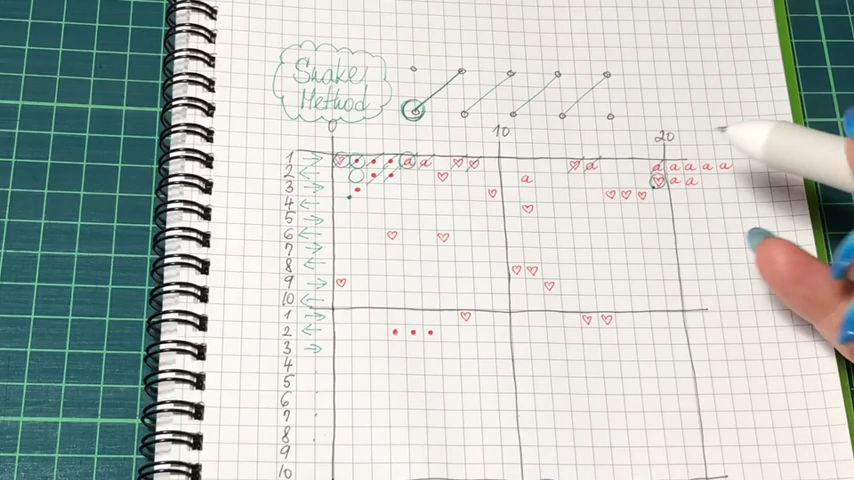 Snake
Method
0 10 20
1 → ♡ • • • a a ♡ ♡ ♡ a a a a a a
2 ← • • ♡ a ♡ a a
3 → • ♡ ♡ ♡ ♡
4 ← • ♡
5 →
6 ← ♡ ♡
7 →
8 ← ♡ ♡
9 → ♡ ♡
10 ←
1 → ♡ ♡ ♡
2 ← • • •
3 →
4
5
6
7
8
9
10